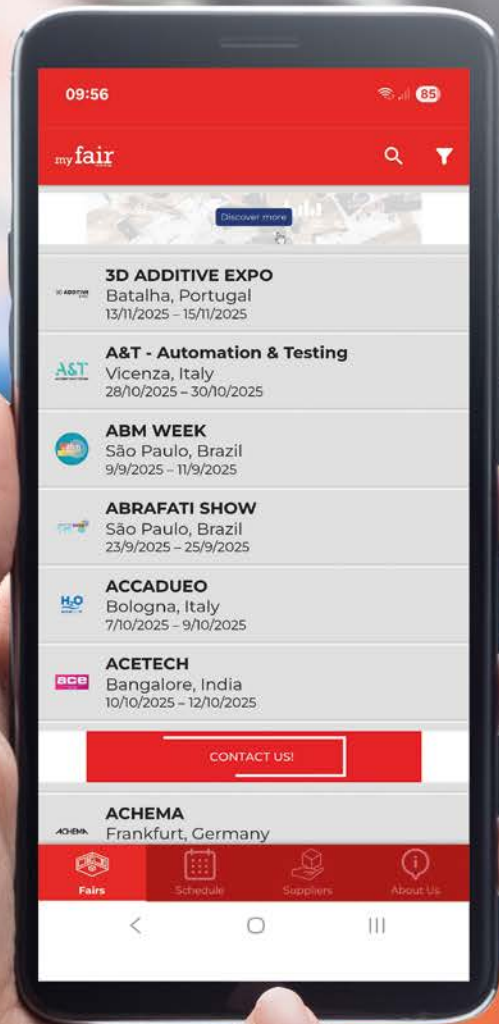 09:56
85
my fair
Discover more
3D ADDITIVE
3D ADDITIVE EXPO
Batalha, Portugal
13/11/2025 – 15/11/2025
A&T
A&T - Automation & Testing
Vicenza, Italy
28/10/2025 – 30/10/2025
ABM WEEK
São Paulo, Brazil
9/9/2025 – 11/9/2025
ABRAFATI SHOW
São Paulo, Brazil
23/9/2025 – 25/9/2025
H2O
ACCADUEO
Bologna, Italy
7/10/2025 – 9/10/2025
ace
ACETECH
Bangalore, India
10/10/2025 – 12/10/2025
CONTACT US!
ACHEMA
ACHEMA
Frankfurt, Germany
Fairs
Schedule
Suppliers
About Us